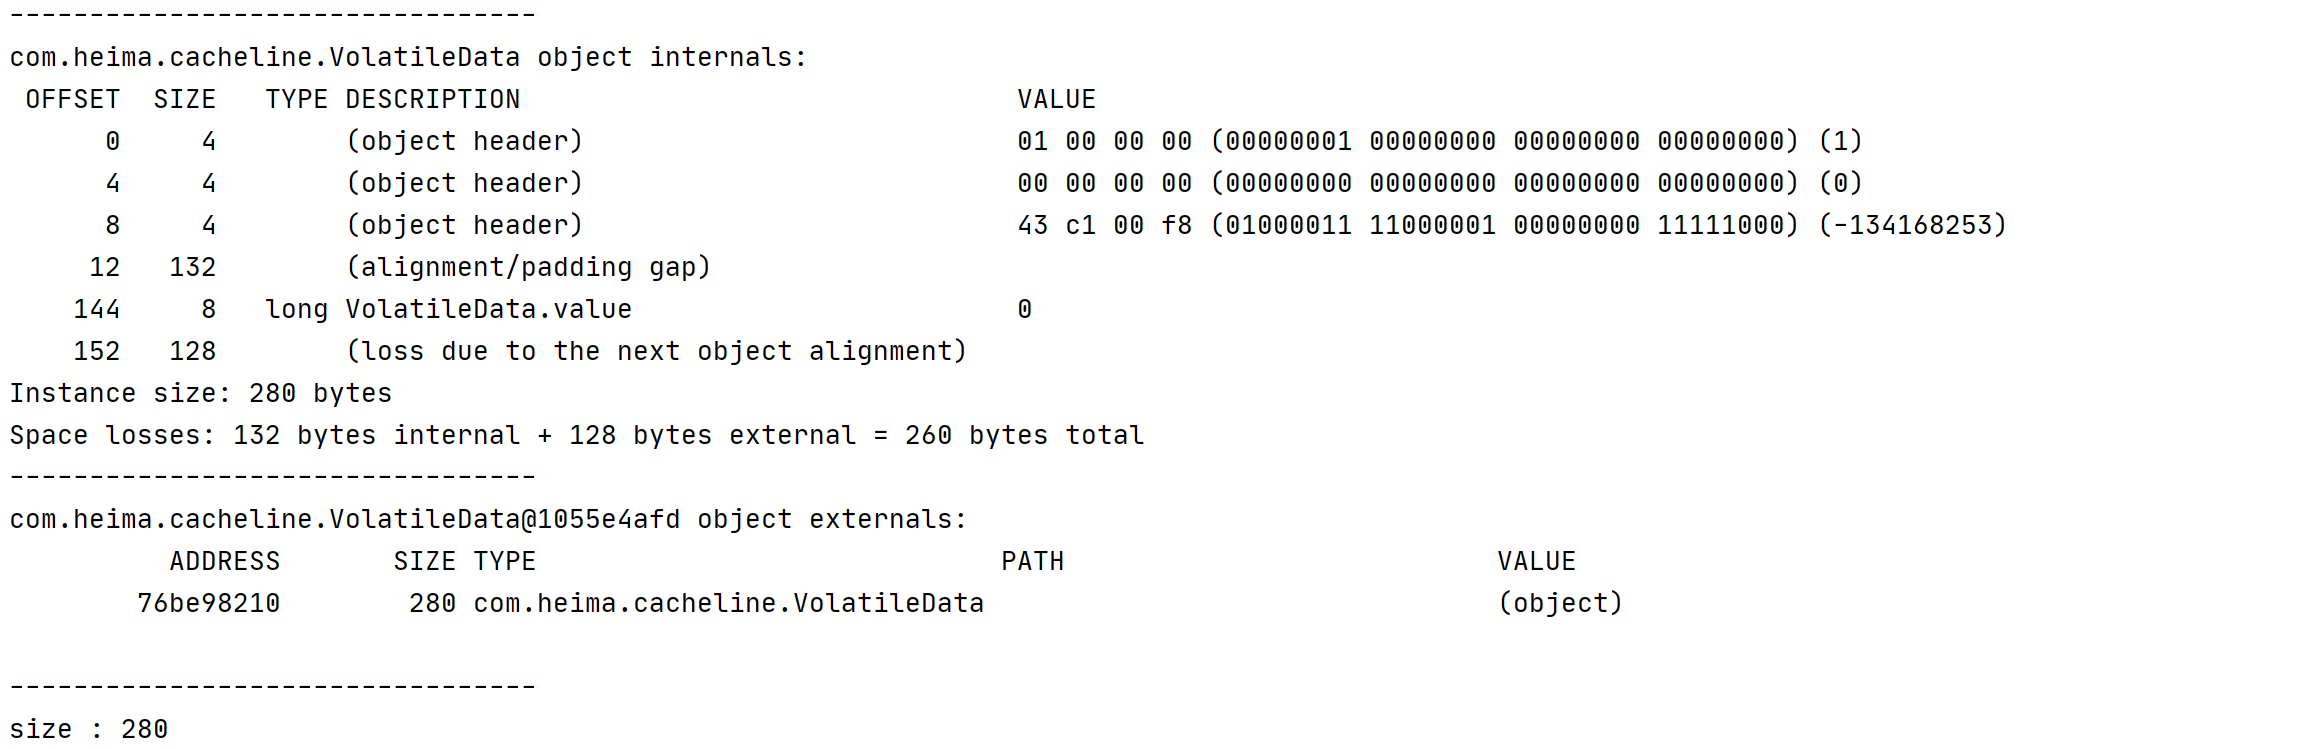 ---------------------------------
com.heima.cacheline.VolatileData object internals:
 OFFSET  SIZE   TYPE DESCRIPTION                               VALUE
      0     4        (object header)                           01 00 00 00 (00000001 00000000 00000000 00000000) (1)
      4     4        (object header)                           00 00 00 00 (00000000 00000000 00000000 00000000) (0)
      8     4        (object header)                           43 c1 00 f8 (01000011 11000001 00000000 11111000) (-134168253)
     12   132        (alignment/padding gap)
    144     8   long VolatileData.value                        0
    152   128        (loss due to the next object alignment)
Instance size: 280 bytes
Space losses: 132 bytes internal + 128 bytes external = 260 bytes total
---------------------------------
com.heima.cacheline.VolatileData@1055e4afd object externals:
          ADDRESS       SIZE TYPE                             PATH                           VALUE
        76be98210        280 com.heima.cacheline.VolatileData                                (object)
---------------------------------
size : 280